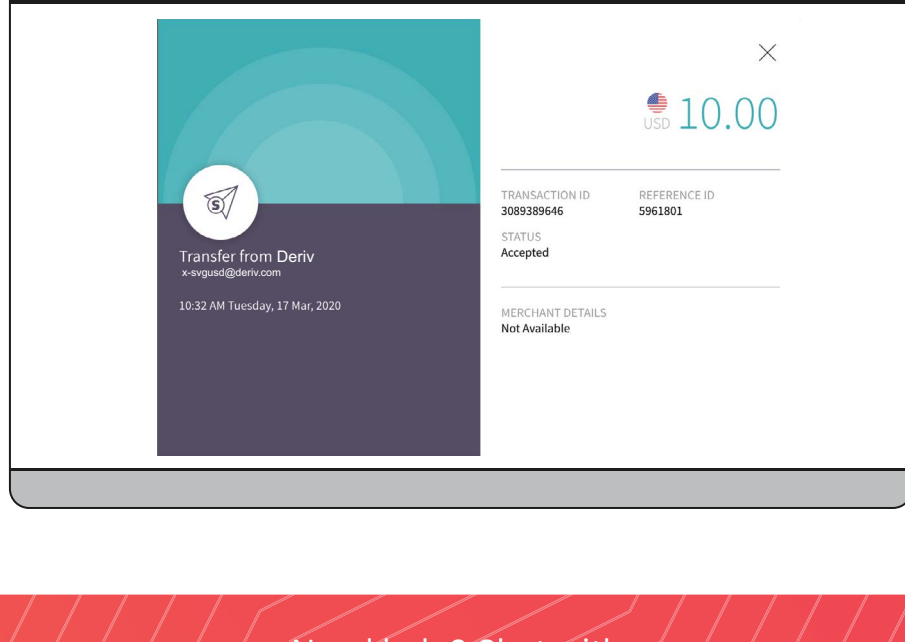 USD 10.00
TRANSACTION ID REFERENCE ID
3089389646 5961801
STATUS
Accepted
MERCHANT DETAILS
Not Available
S
Transfer from Deriv
x-svgusd@deriv.com
10:32 AM Tuesday, 17 Mar, 2020